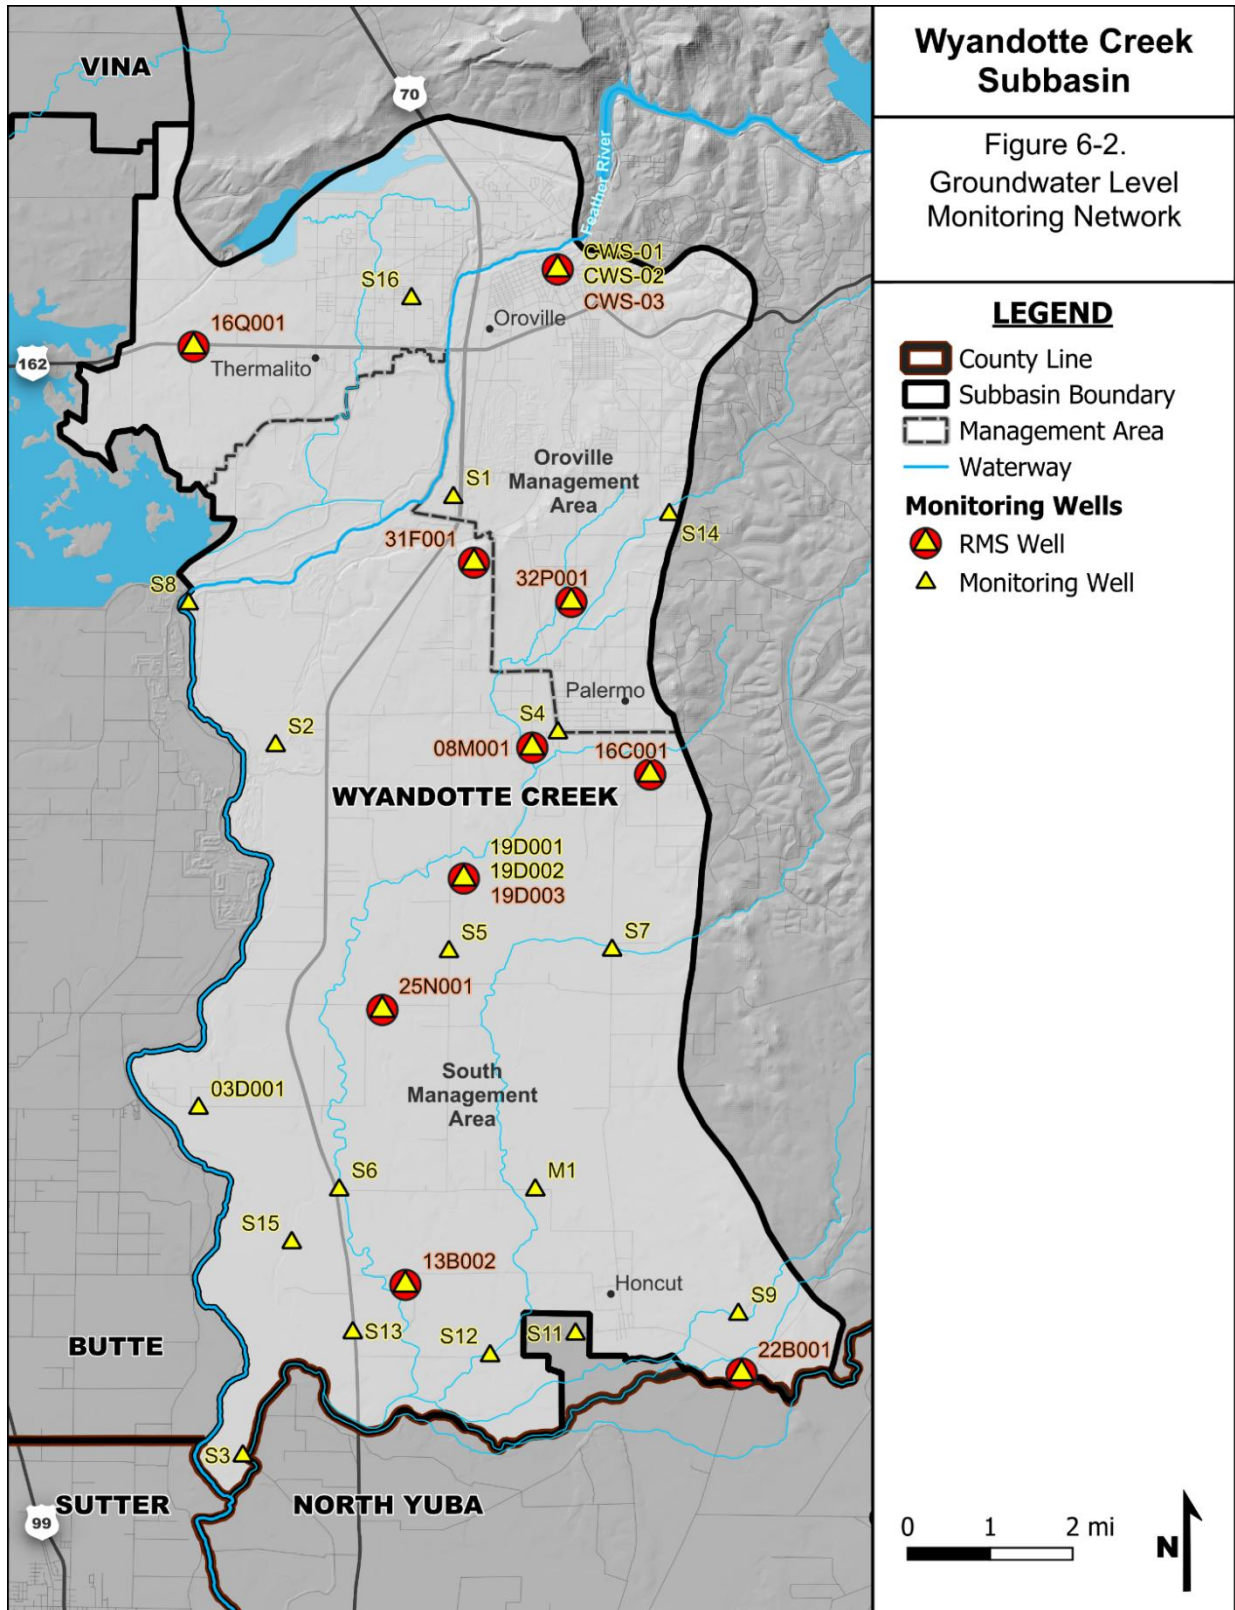 Wyandotte Creek
Subbasin
Figure 6-2.
Groundwater Level
Monitoring Network
LEGEND
County Line
Subbasin Boundary
Management Area
Waterway
Monitoring Wells
RMS Well
Monitoring Well
0 1 2 mi
N
VINA
70
Feather River
CWS-01
CWS-02
CWS-03
S16
Oroville
16Q001
162
Thermalito
Oroville
Management
Area
S1
S14
31F001
32P001
S8
Palermo
S4
S2
08M001
16C001
WYANDOTTE CREEK
19D001
19D002
19D003
S5
S7
25N001
South
Management
Area
03D001
S6
M1
S15
13B002
Honcut
S9
S13
S12
S11
22B001
BUTTE
S3
SUTTER
NORTH YUBA
99